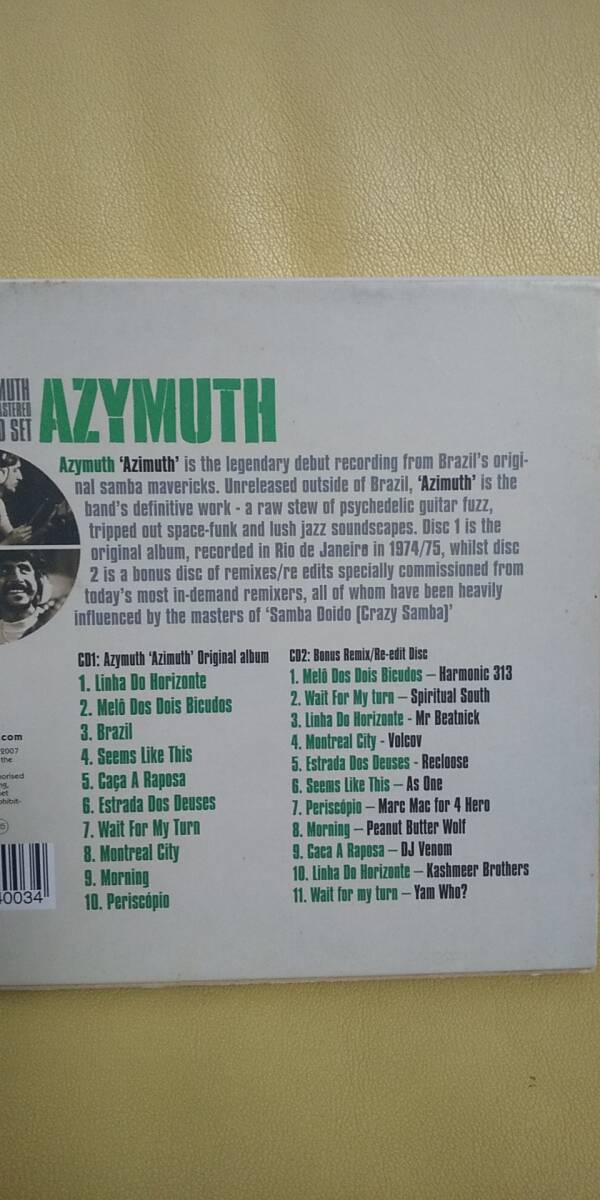 MUTH
ASTERED
D SET
AZYMUTH
Azymuth ‘Azimuth’ is the legendary debut recording from Brazil’s origi-
nal samba mavericks. Unreleased outside of Brazil, ‘Azimuth’ is the
band’s definitive work - a raw stew of psychedelic guitar fuzz,
tripped out space-funk and lush jazz soundscapes. Disc 1 is the
original album, recorded in Rio de Janeiro in 1974/75, whilst disc
2 is a bonus disc of remixes/re edits specially commissioned from
today’s most in-demand remixers, all of whom have been heavily
influenced by the masters of ‘Samba Doido (Crazy Samba)’
CD1: Azymuth ‘Azimuth’ Original album
1. Linha Do Horizonte
2. Melô Dos Dois Bicudos
3. Brazil
4. Seems Like This
5. Caça A Raposa
6. Estrada Dos Deuses
7. Wait For My Turn
8. Montreal City
9. Morning
10. Periscópio
CD2: Bonus Remix/Re-edit Disc
1. Melô Dos Dois Bicudos – Harmonic 313
2. Wait For My turn – Spiritual South
3. Linha Do Horizonte - Mr Beatnick
4. Montreal City - Volcov
5. Estrada Dos Deuses - Recloose
6. Seems Like This – As One
7. Periscópio – Marc Mac for 4 Hero
8. Morning – Peanut Butter Wolf
9. Caca A Raposa – DJ Venom
10. Linha Do Horizonte – Kashmeer Brothers
11. Wait for my turn – Yam Who?
.com
2007
the
orised
ng,
set
ohibit-
40034